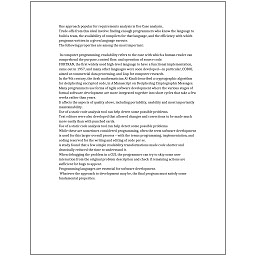 One approach popular for requirements analysis is Use Case analysis.
Trade-offs from this ideal involve finding enough programmers who know the language to
build a team, the availability of compilers for that language, and the efficiency with which
programs written in a given language execute.
The following properties are among the most important:

Computer programming readability refers to the ease with which a human reader can
comprehend the purpose, control flow, and operation of source code.
FORTRAN, the first widely used high-level language to have a functional implementation,
came out in 1957, and many other languages were soon developed—in particular, COBOL
aimed at commercial data processing, and Lisp for computer research.
In the 9th century, the Arab mathematician Al-Kindi described a cryptographic algorithm
for deciphering encrypted code, in A Manuscript on Deciphering Cryptographic Messages.
Many programmers use forms of Agile software development where the various stages of
formal software development are more integrated together into short cycles that take a few
weeks rather than years.
It affects the aspects of quality above, including portability, usability and most importantly
maintainability.
Use of a static code analysis tool can help detect some possible problems.
Text editors were also developed that allowed changes and corrections to be made much
more easily than with punched cards.
Use of a static code analysis tool can help detect some possible problems.
While these are sometimes considered programming, often the term software development
is used for this larger overall process – with the terms programming, implementation, and
coding reserved for the writing and editing of code per se.
A study found that a few simple readability transformations made code shorter and
drastically reduced the time to understand it.
When debugging the problem in a GUI, the programmer can try to skip some user
interaction from the original problem description and check if remaining actions are
sufficient for bugs to appear.
Programming languages are essential for software development.
Whatever the approach to development may be, the final program must satisfy some
fundamental properties.